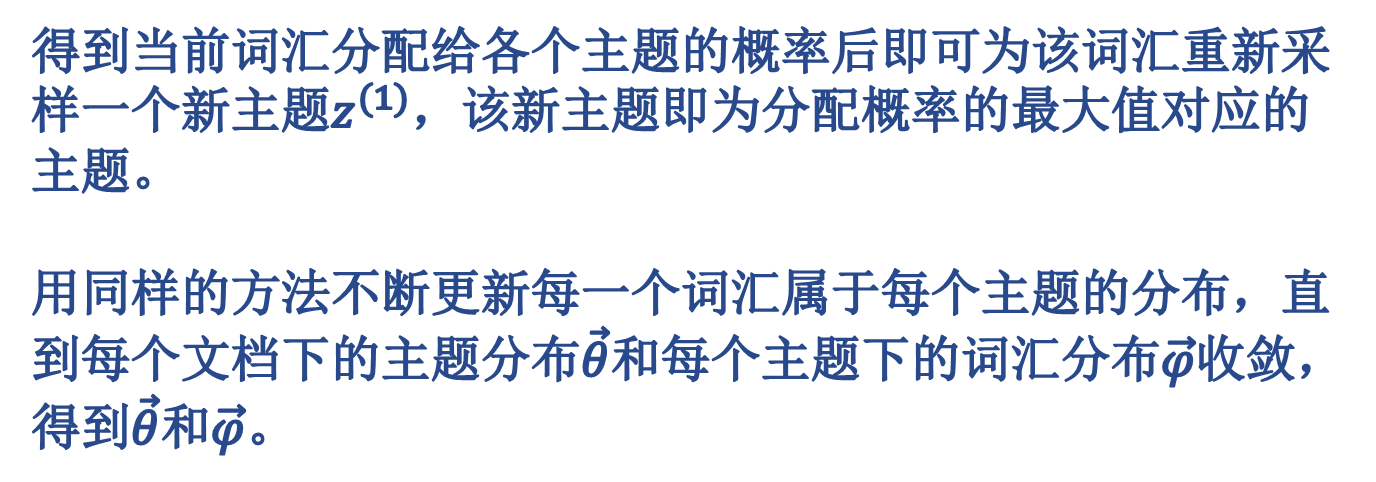 得到当前词汇分配给各个主题的概率后即可为该词汇重新采
样一个新主题z⁽¹⁾，该新主题即为分配概率的最大值对应的
主题。
用同样的方法不断更新每一个词汇属于每个主题的分布，直
到每个文档下的主题分布θ⃗和每个主题下的词汇分布φ⃗收敛，
得到θ⃗和φ⃗。